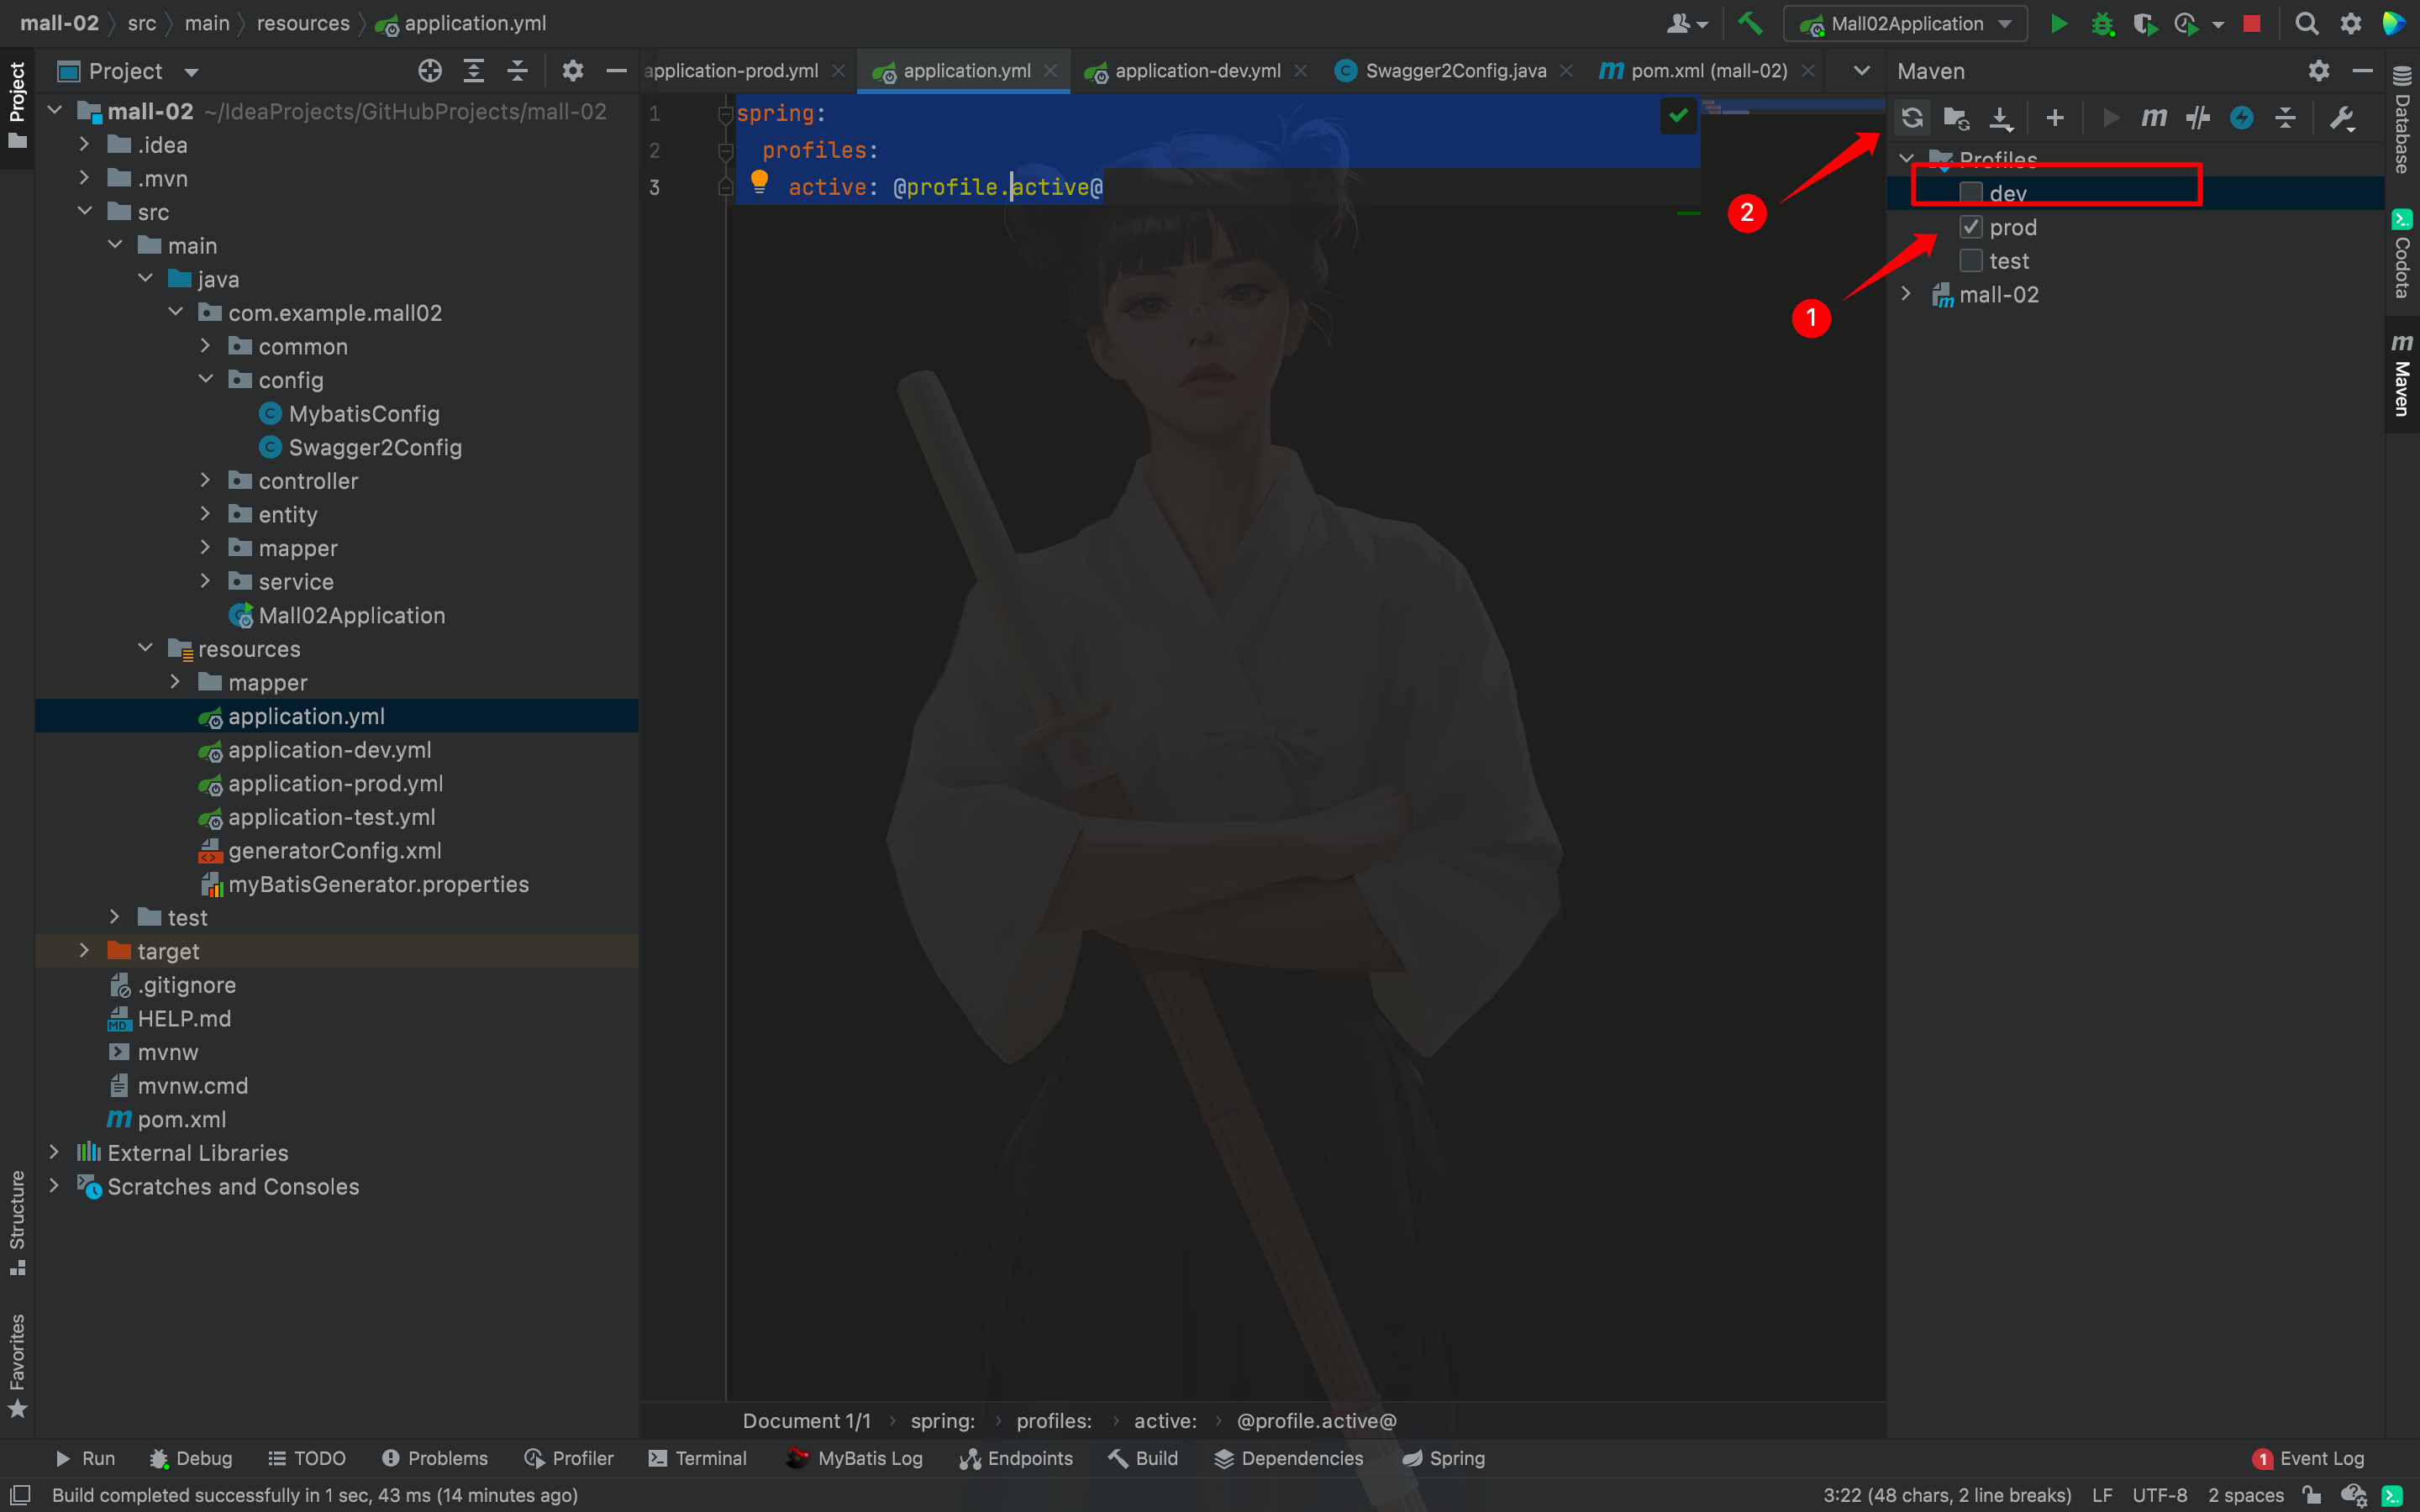 mall-02 src main resources application.yml
Mall02Application
Project
Project
application-prod.yml
application.yml
application-dev.yml
Swagger2Config.java
pom.xml (mall-02)
Maven
mall-02 ~/IdeaProjects/GitHubProjects/mall-02
.idea
.mvn
src
main
java
com.example.mall02
common
config
MybatisConfig
Swagger2Config
controller
entity
mapper
service
Mall02Application
resources
mapper
application.yml
application-dev.yml
application-prod.yml
application-test.yml
generatorConfig.xml
myBatisGenerator.properties
test
target
.gitignore
HELP.md
mvnw
mvnw.cmd
pom.xml
External Libraries
Scratches and Consoles
Structure
Favorites
1 spring:
2 profiles:
3 active: @profile.active@
2
1
Profiles
dev
prod
test
mall-02
Database
Codota
Maven
Document 1/1 › spring: › profiles: › active: › @profile.active@
Run Debug TODO Problems Profiler Terminal MyBatis Log Endpoints Build Dependencies Spring 1 Event Log
Build completed successfully in 1 sec, 43 ms (14 minutes ago) 3:22 (48 chars, 2 line breaks) LF UTF-8 2 spaces